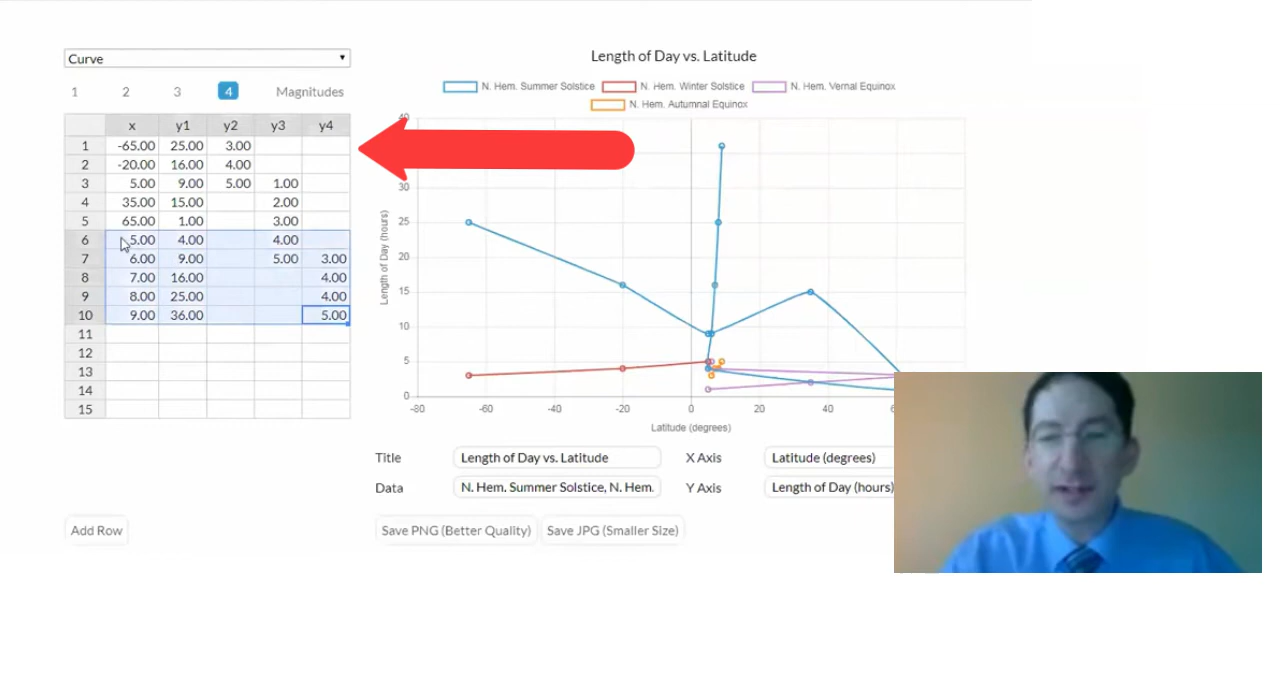 Curve
Length of Day vs. Latitude
1 2 3 4 Magnitudes
N. Hem. Summer Solstice N. Hem. Winter Solstice N. Hem. Vernal Equinox
N. Hem. Autumnal Equinox
x y1 y2 y3 y4
1 -65.00 25.00 3.00
2 -20.00 16.00 4.00
3 5.00 9.00 5.00 1.00
4 35.00 15.00 2.00
5 65.00 1.00 3.00
6 5.00 4.00 4.00
7 6.00 9.00 5.00 3.00
8 7.00 16.00 4.00
9 8.00 25.00 4.00
10 9.00 36.00 5.00
11
12
13
14
15
40
30
25
20
15
10
5
0
Length of Day (hours)
-80 -60 -40 -20 0 20 40
Latitude (degrees)
Title Length of Day vs. Latitude X Axis Latitude (degrees)
Data N. Hem. Summer Solstice, N. Hem. Y Axis Length of Day (hours)
Add Row Save PNG (Better Quality) Save JPG (Smaller Size)